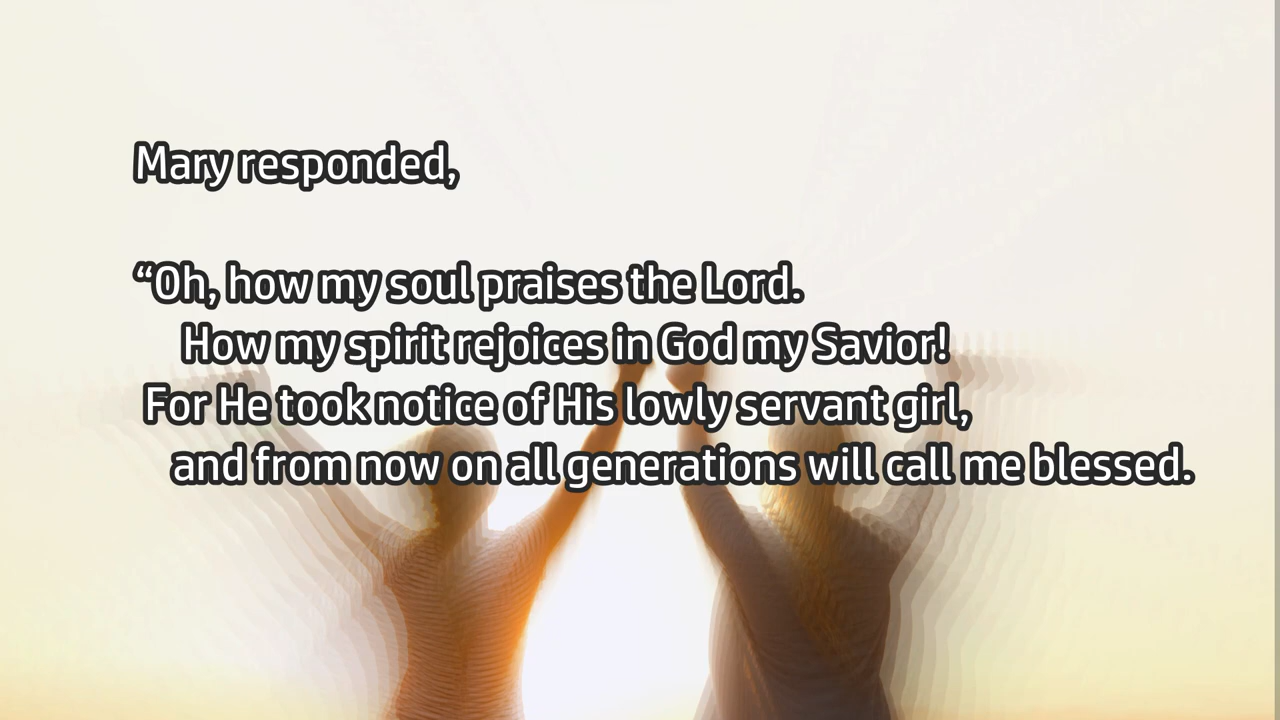 Mary responded,
“Oh, how my soul praises the Lord.
How my spirit rejoices in God my Savior!
For He took notice of His lowly servant girl,
and from now on all generations will call me blessed.